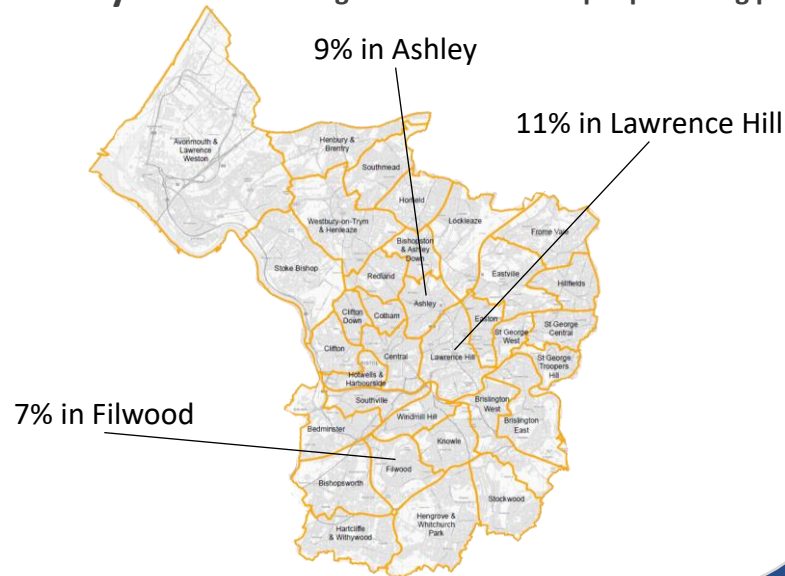 9% in Ashley
11% in Lawrence Hill
Avonmouth &
Lawrence
Weston
Henbury &
Brentry
Southmead
Horfield
Lockleaze
Westbury-on-Trym
& Henleaze
Bishopston
& Ashley
Down
Frome Vale
Eastville
Stoke Bishop
Redland
Hillfields
Ashley
Clifton
Down
Cotham
Easton
St George
West
St George
Central
Clifton
Central
Lawrence Hill
St George
Troopers
Hill
Hotwells &
Harbourside
7% in Filwood
Southville
Brislington
West
Bedminster
Windmill Hill
Brislington
East
Knowle
Filwood
Bishopsworth
Stockwood
Hengrove &
Whitchurch
Park
Hartcliffe
& Withywood